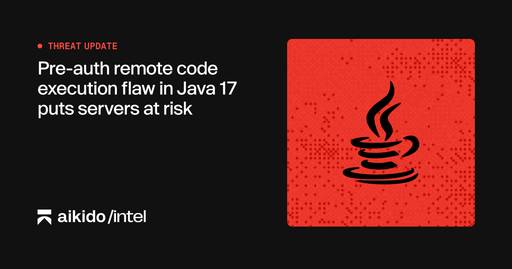 THREAT UPDATE
Pre-auth remote code
execution flaw in Java 17
puts servers at risk
aikido/intel